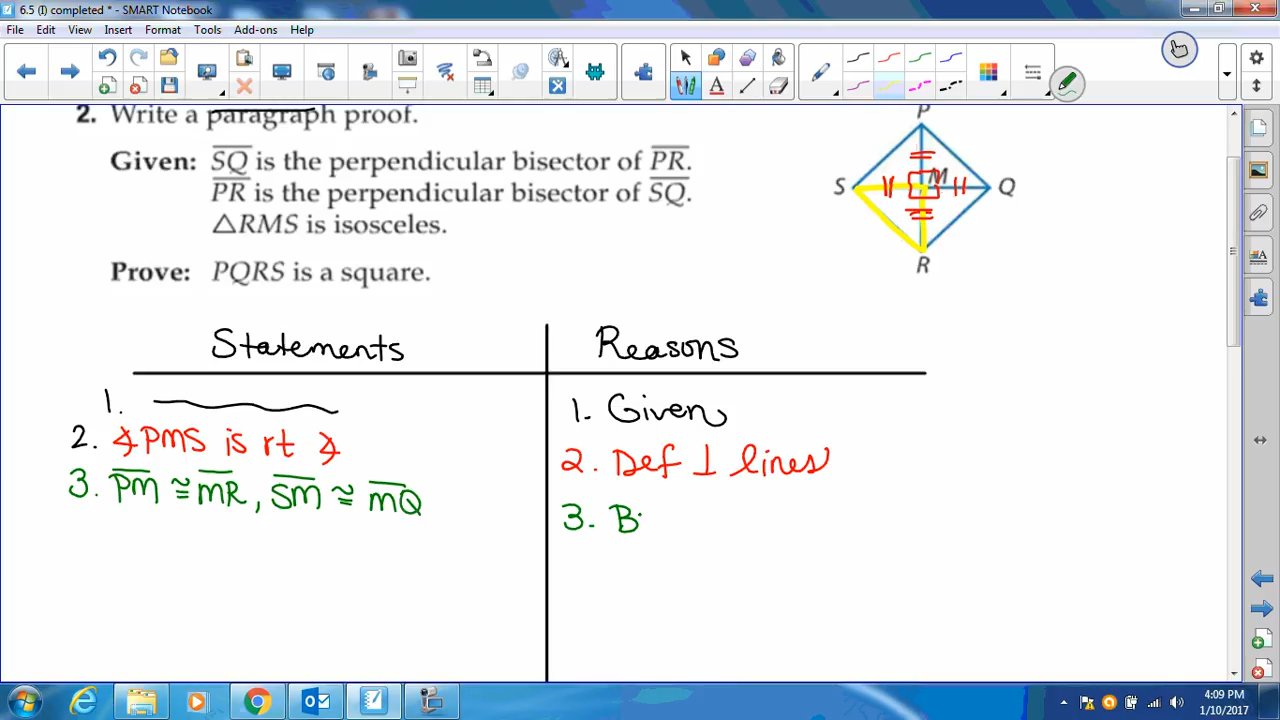 6.5 (I) completed * - SMART Notebook
File Edit View Insert Format Tools Add-ons Help
2. Write a paragraph proof.
Given: SQ is the perpendicular bisector of PR.
PR is the perpendicular bisector of SQ.
△RMS is isosceles.
Prove: PQRS is a square.
P
S M Q
R
Statements Reasons
1. 1. Given
2. ∢PMS is rt ∢ 2. Def ⊥ lines
3. PM ≅ MR, SM ≅ MQ 3. B
4:09 PM
1/10/2017